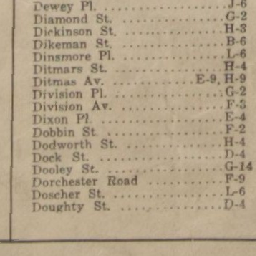 Dewey Pl. J-6
Diamond St. G-2
Dickinson St. H-3
Dikeman St. B-6
Dinsmore Pl. L-6
Ditmars St. H-4
Ditmas Av. E-9, H-9
Division Pl. G-2
Division Av. F-3
Dixon Pl. E-4
Dobbin St. F-2
Dodworth St. H-4
Dock St. D-4
Dooley St. G-14
Dorchester Road F-9
Doscher St. L-6
Doughty St. D-4